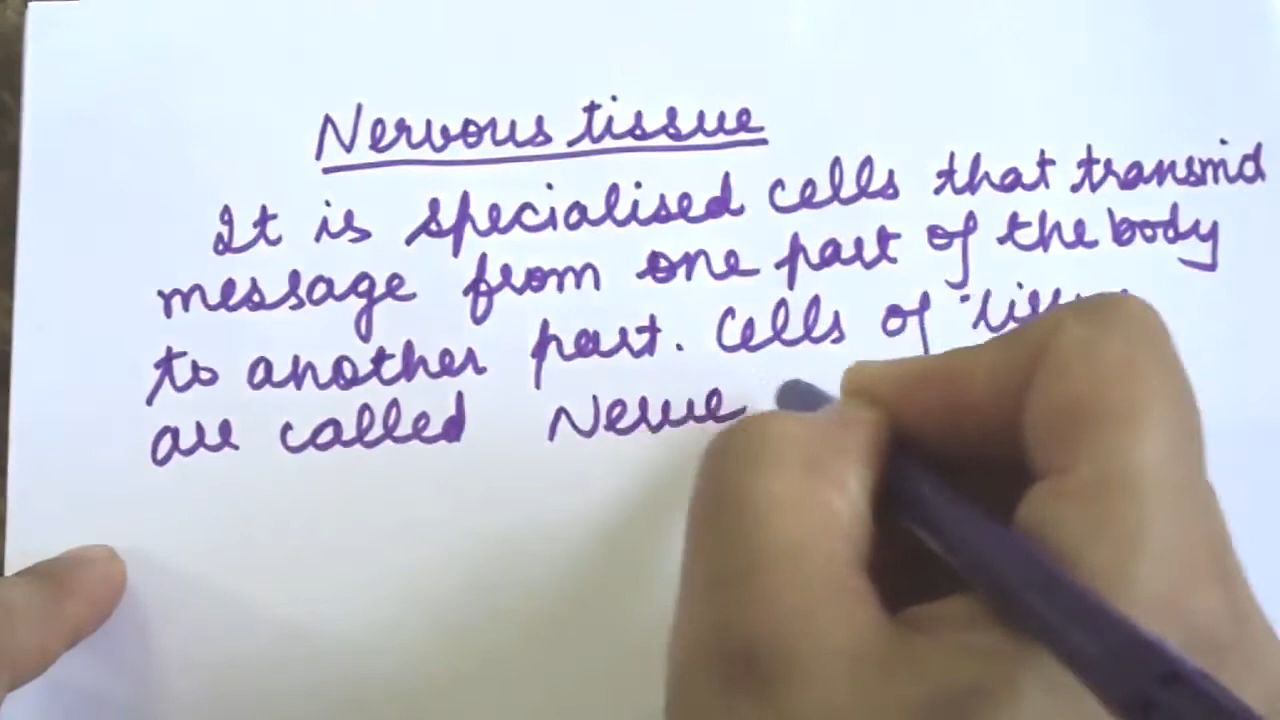 Nervous tissue
It is specialised cells that transmid
message from one part of the body
to another part. Cells of
are called Nerve